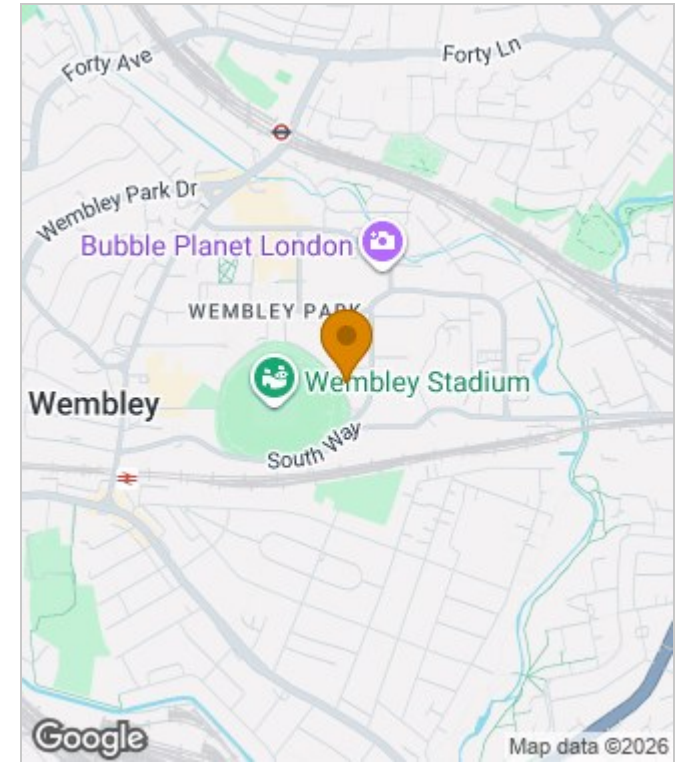 Forty Ave
Forty Ln
Wembley Park Dr
Bubble Planet London
WEMBLEY PARK
Wembley Stadium
Wembley
South Way
Google
Map data ©2026